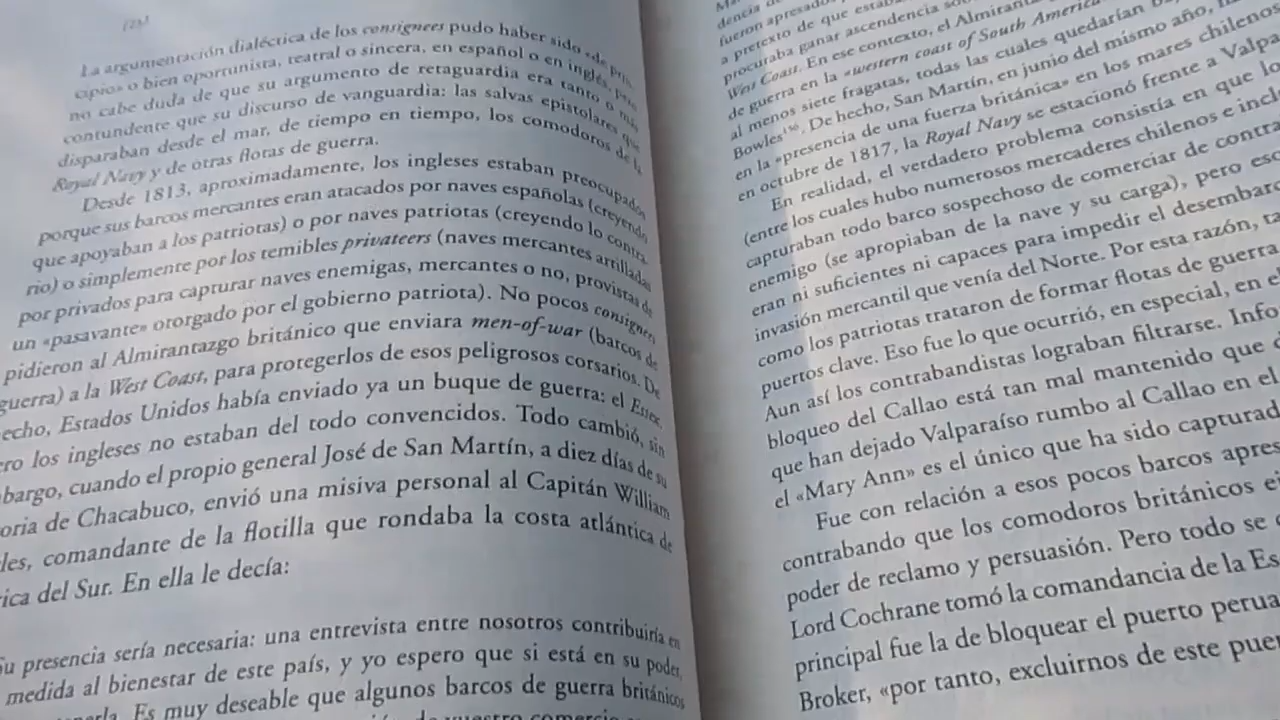 La argumentación dialéctica de los consignees pudo haber sido «de prin-
cipio» o bien oportunista, teatral o sincera, en español o en inglés, pero
no cabe duda de que su argumento de retaguardia era tanto o más
contundente que su discurso de vanguardia: las salvas epistolares que
disparaban desde el mar, de tiempo en tiempo, los comodoros de la
Royal Navy y de otras flotas de guerra.
Desde 1813, aproximadamente, los ingleses estaban preocupados
porque sus barcos mercantes eran atacados por naves españolas (creyendo
que apoyaban a los patriotas) o por naves patriotas (creyendo lo contra-
rio) o simplemente por los temibles privateers (naves mercantes artilladas
por privados para capturar naves enemigas, mercantes o no, provistas de
un «pasavante» otorgado por el gobierno patriota). No pocos consignees
pidieron al Almirantazgo británico que enviara men-of-war (barcos de
guerra) a la West Coast, para protegerlos de esos peligrosos corsarios. De
echo, Estados Unidos había enviado ya un buque de guerra: el Essex,
ero los ingleses no estaban del todo convencidos. Todo cambió, sin
bargo, cuando el propio general José de San Martín, a diez días de su
oria de Chacabuco, envió una misiva personal al Capitán William
les, comandante de la flotilla que rondaba la costa atlántica de
rica del Sur. En ella le decía:
Su presencia sería necesaria: una entrevista entre nosotros contribuiría en
medida al bienestar de este país, y yo espero que si está en su poder,
Es muy deseable que algunos barcos de guerra británicos
dencia de
fueron apresados
a pretexto de que estaba
procuraba ganar ascendencia
West Coast. En ese contexto, el Almirant
de guerra en la «western coast of South America
al menos siete fragatas, todas las cuales quedarían
Bowles¹⁵⁶. De hecho, San Martín, en junio del mismo año,
en la «presencia de una fuerza británica» en los mares chilenos
en octubre de 1817, la Royal Navy se estacionó frente a Valpa
En realidad, el verdadero problema consistía en que lo
(entre los cuales hubo numerosos mercaderes chilenos e incl
capturaban todo barco sospechoso de comerciar de contra
enemigo (se apropiaban de la nave y su carga), pero eso
eran ni suficientes ni capaces para impedir el desembarc
invasión mercantil que venía del Norte. Por esta razón, ta
como los patriotas trataron de formar flotas de guerra
puertos clave. Eso fue lo que ocurrió, en especial, en e
Aun así los contrabandistas lograban filtrarse. Info
bloqueo del Callao está tan mal mantenido que
que han dejado Valparaíso rumbo al Callao en el
el «Mary Ann» es el único que ha sido capturad
Fue con relación a esos pocos barcos apres
contrabando que los comodoros británicos e
poder de reclamo y persuasión. Pero todo se
Lord Cochrane tomó la comandancia de la Es
principal fue la de bloquear el puerto perua
Broker, «por tanto, excluirnos de este pue